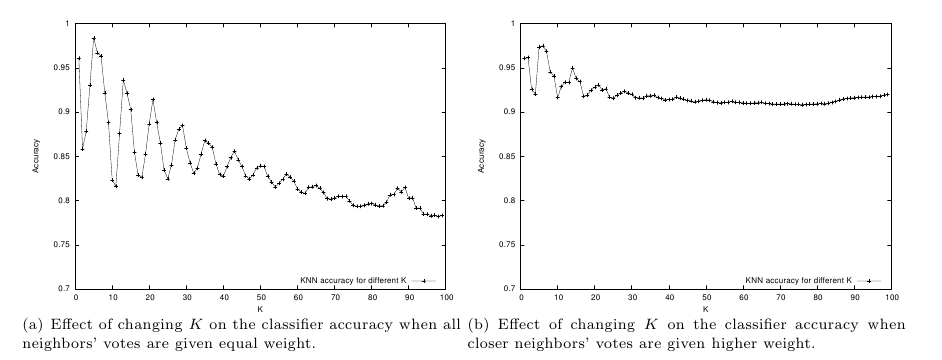 1
0.95
0.9
0.85
0.8
0.75
0.7
Accuracy
KNN accuracy for different K
0 10 20 30 40 50 60 70 80 90 100
K
(a) Effect of changing K on the classifier accuracy when all
neighbors' votes are given equal weight.
1
0.95
0.9
0.85
0.8
0.75
0.7
Accuracy
KNN accuracy for different K
0 10 20 30 40 50 60 70 80 90 100
K
(b) Effect of changing K on the classifier accuracy when
closer neighbors' votes are given higher weight.